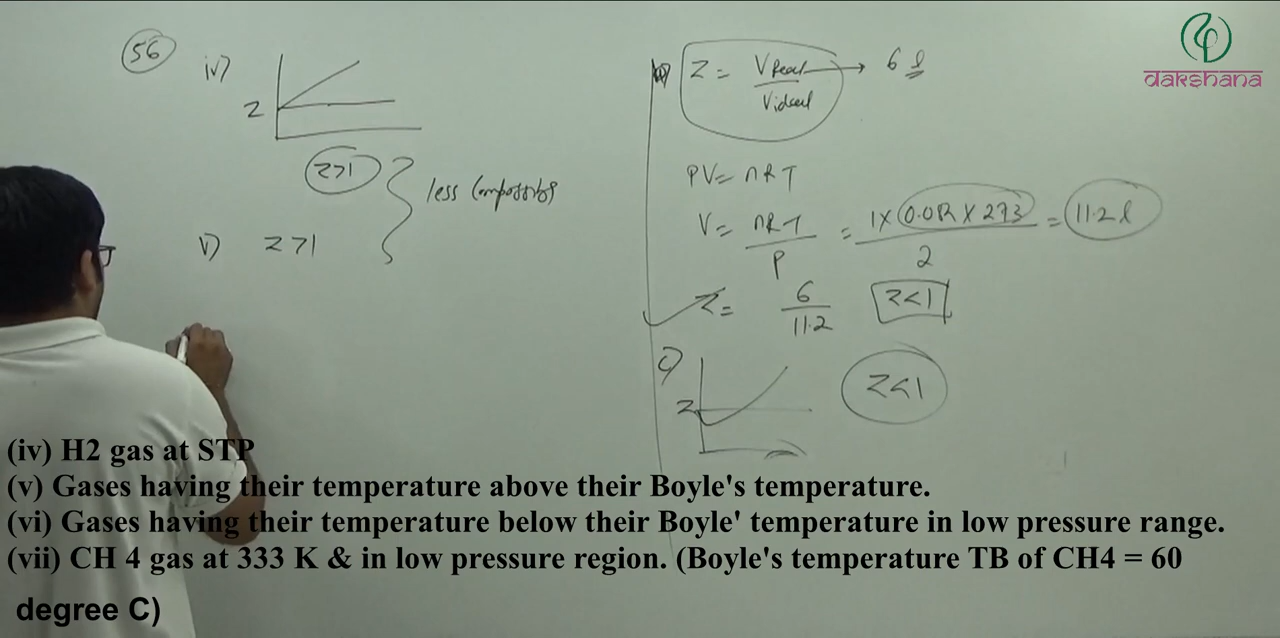 56
iv)
Z
Z>1
less
v) Z>1
Z = V Real → 6 l
V ideal
PV = nRT
V = nRT = 1 X 0.082 X 273 = 11.2 l
P 2
Z = 6 Z<1
11.2
c)
Z Z<1
dakshana
(iv) H2 gas at STP
(v) Gases having their temperature above their Boyle's temperature.
(vi) Gases having their temperature below their Boyle' temperature in low pressure range.
(vii) CH 4 gas at 333 K & in low pressure region. (Boyle's temperature TB of CH4 = 60
degree C)